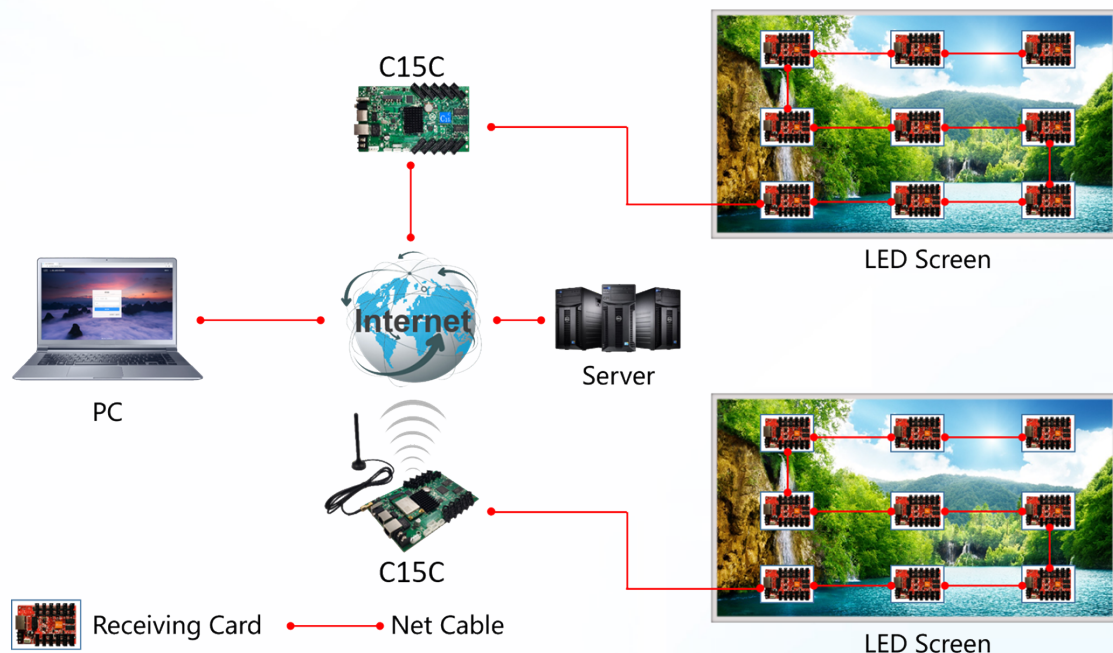 C15C
LED Screen
Internet
Server
PC
C15C
Receiving Card
Net Cable
LED Screen